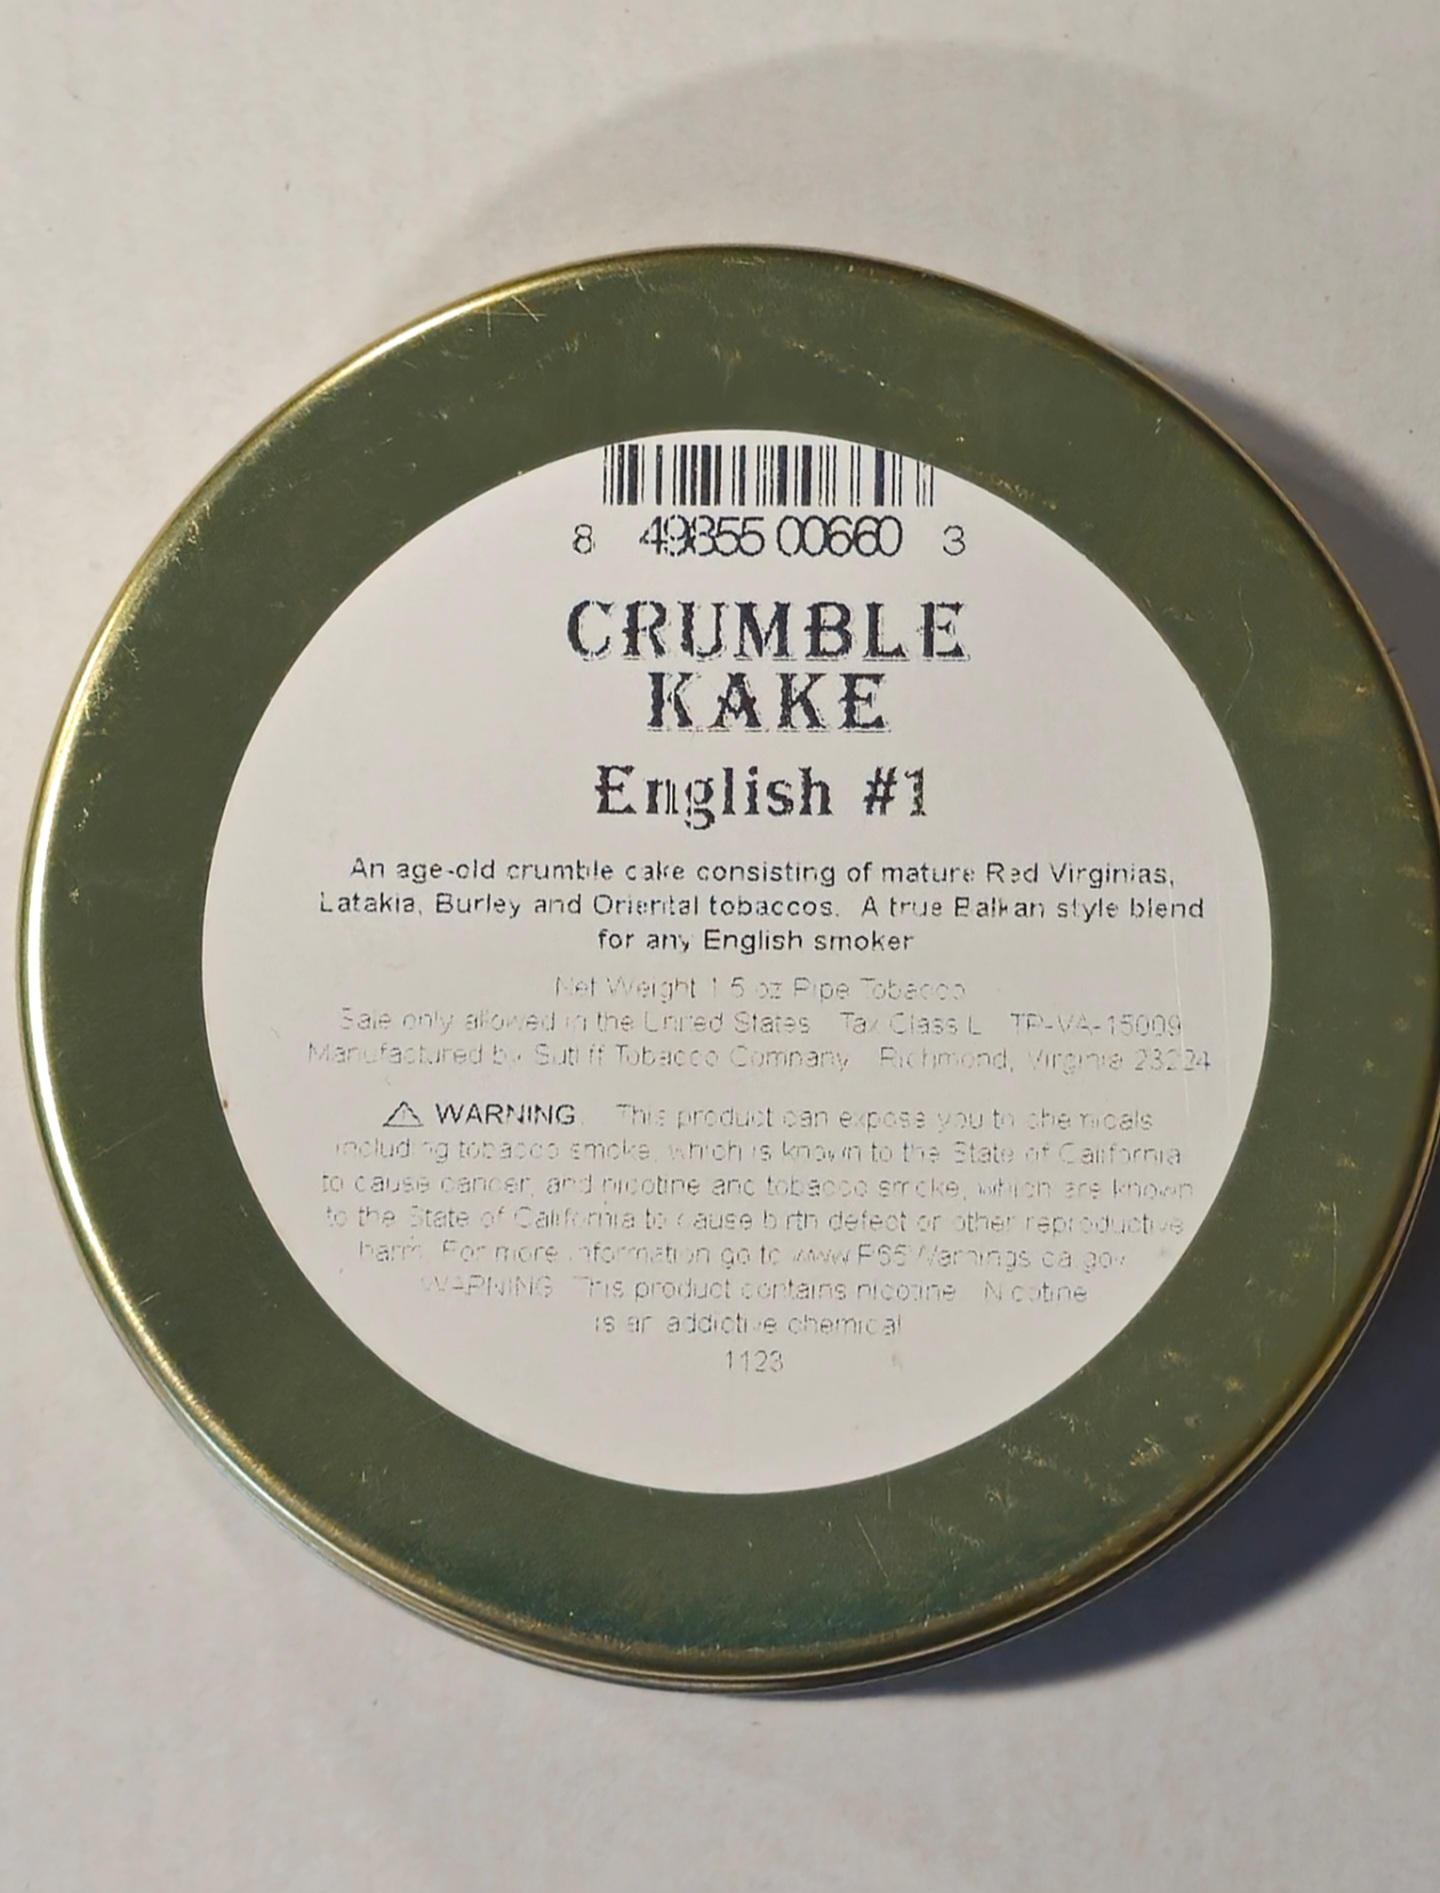 8 49855 00660 3
CRUMBLE
KAKE
English #1
An age-old crumble cake consisting of mature Red Virginias,
Latakia, Burley and Oriental tobaccos. A true Balkan style blend
for any English smoker
Net Weight 1.5 oz Pipe Tobacco
Sale only allowed in the United States Tax Class L TP-VA-15009
Manufactured by Sutliff Tobacco Company Richmond, Virginia 23224
⚠ WARNING: This product can expose you to chemicals
including tobacco smoke, which is known to the State of California
to cause cancer, and nicotine and tobacco smoke, which are known
to the State of California to cause birth defect or other reproductive
harm. For more information go to www.P65Warnings.ca.gov
WARNING: This product contains nicotine. Nicotine
is an addictive chemical
1123